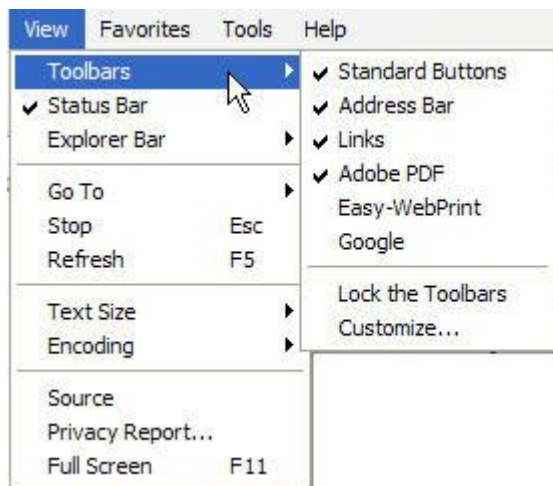 View Favorites Tools Help
Toolbars
Status Bar
Explorer Bar
Go To
Stop Esc
Refresh F5
Text Size
Encoding
Source
Privacy Report...
Full Screen F11
Standard Buttons
Address Bar
Links
Adobe PDF
Easy-WebPrint
Google
Lock the Toolbars
Customize...